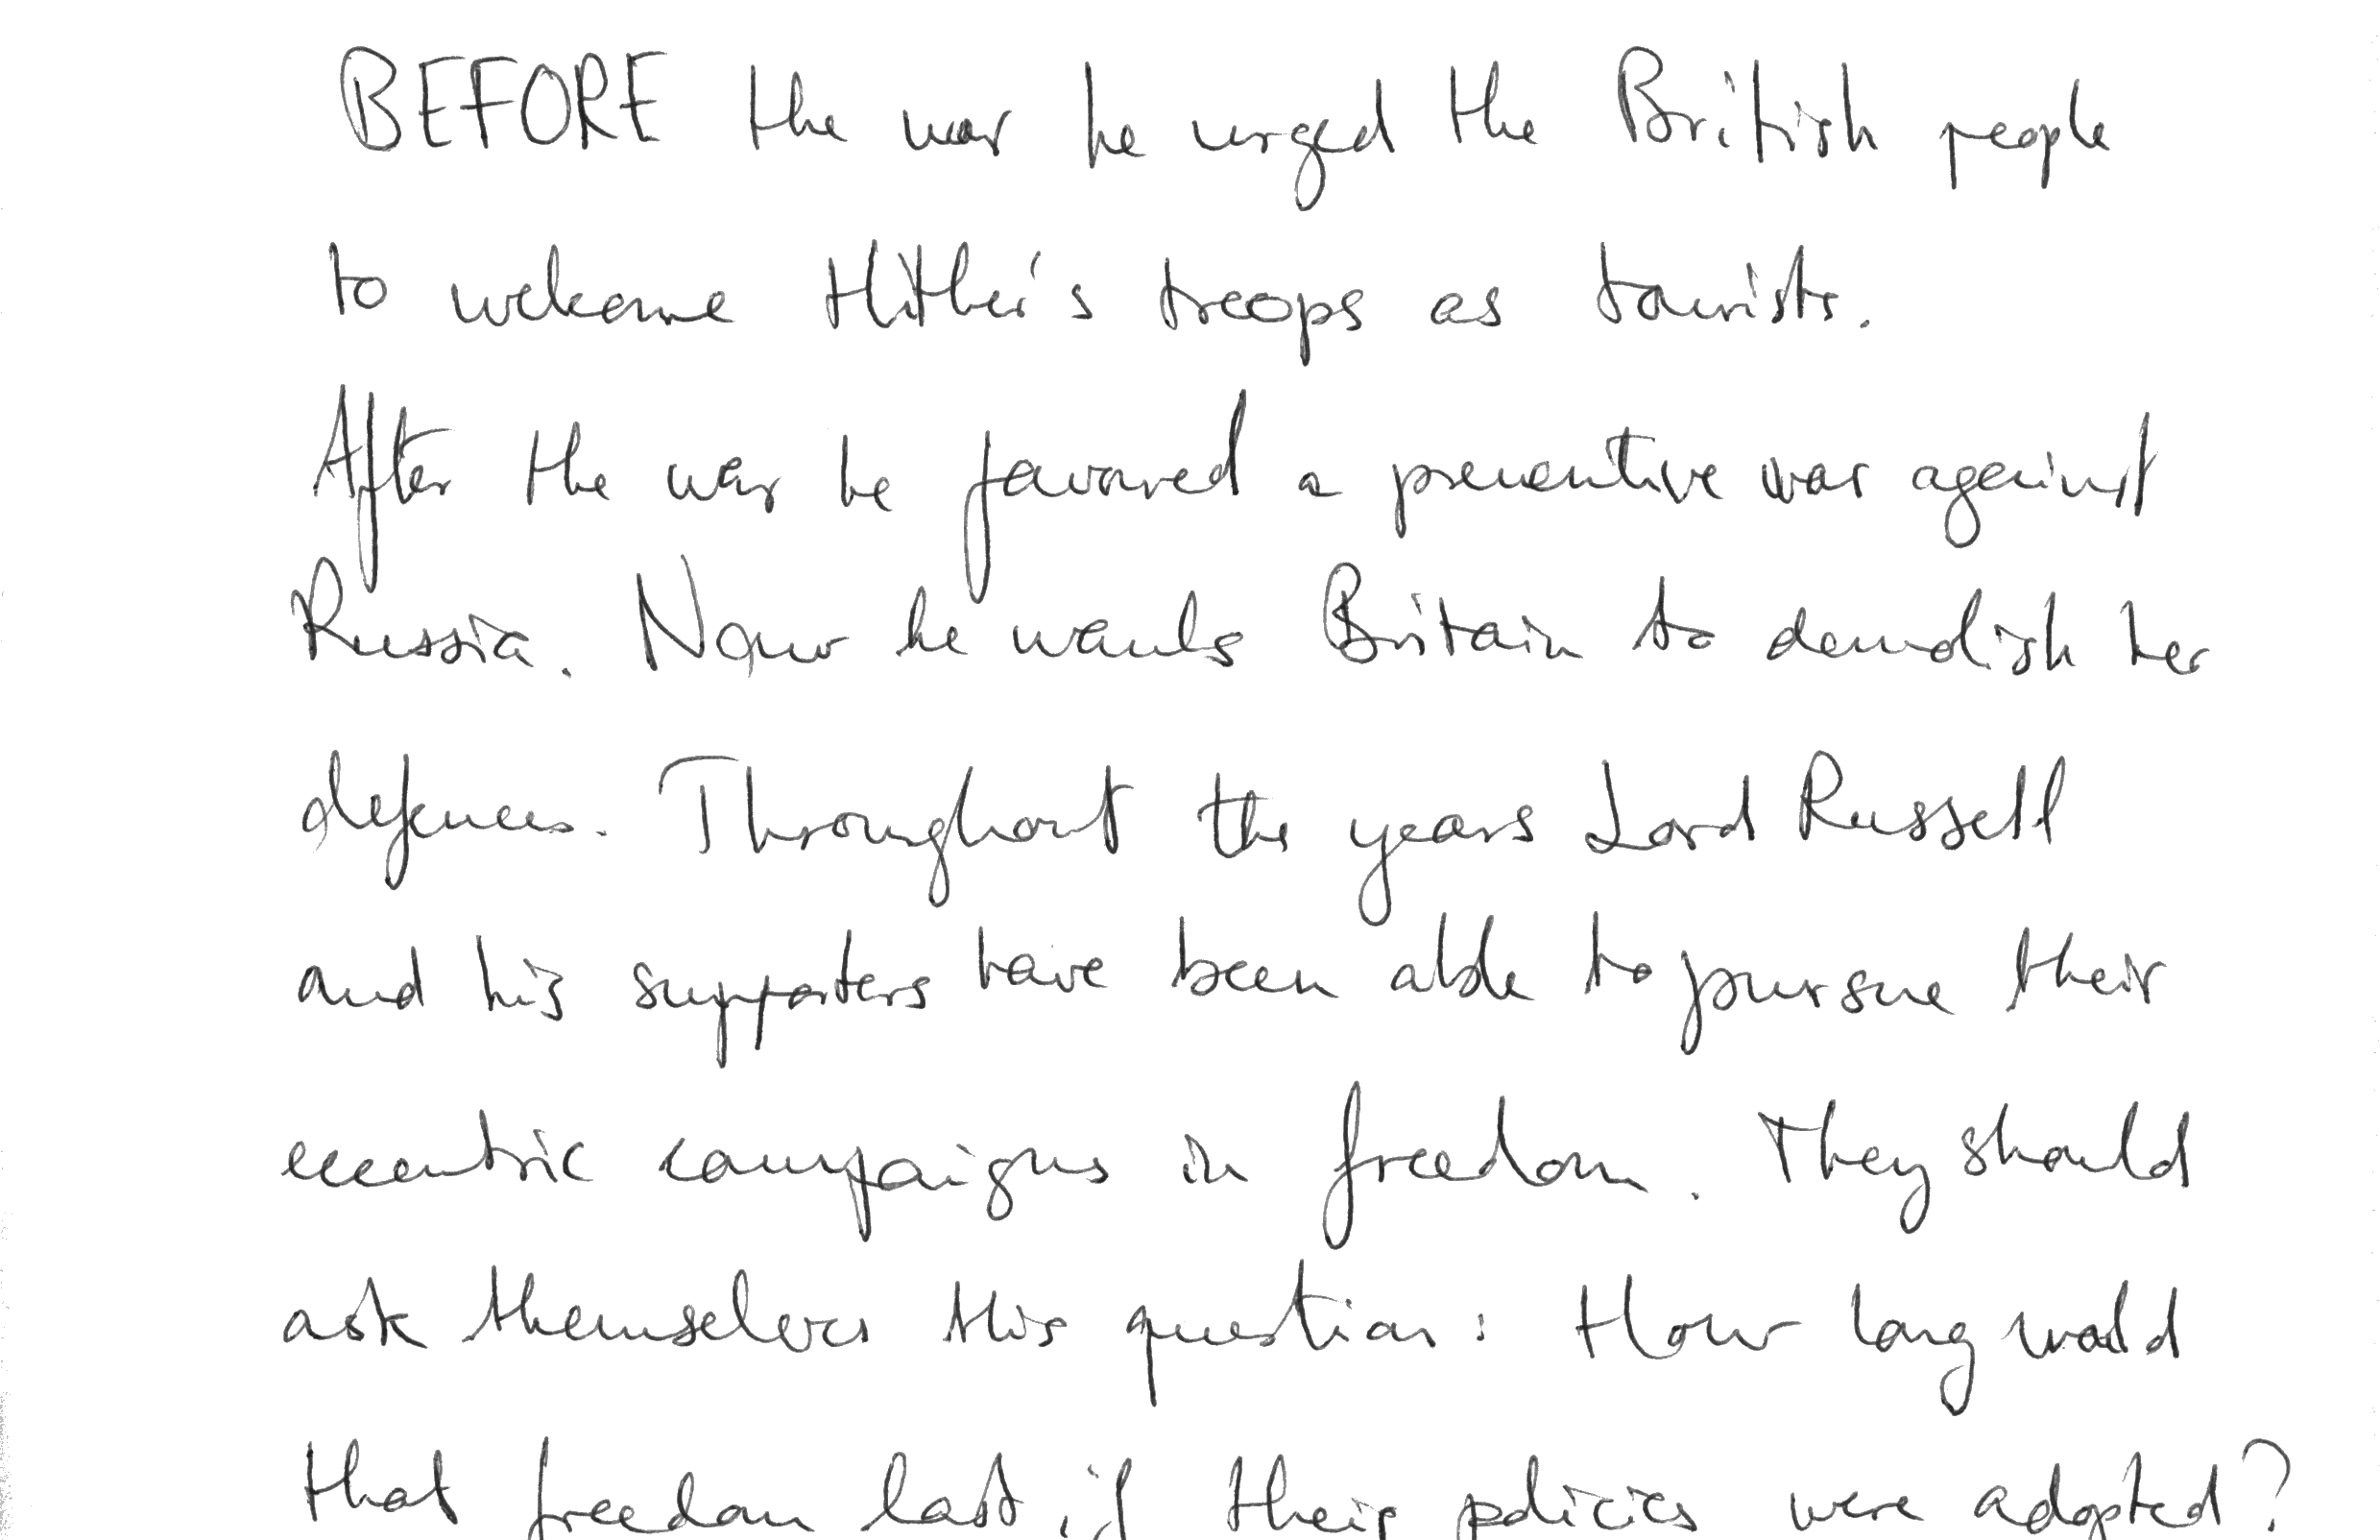 BEFORE the war he urged the British people
to welcome Hitler's troops as tourists.
After the war he favoured a preventive war against
Russia. Now he wants Britain to demolish her
defences. Throughout the years Lord Russell
and his supporters have been able to pursue their
eccentric campaigns in freedom. They should
ask themselves this question: How long would
that freedom last if their policies were adopted?